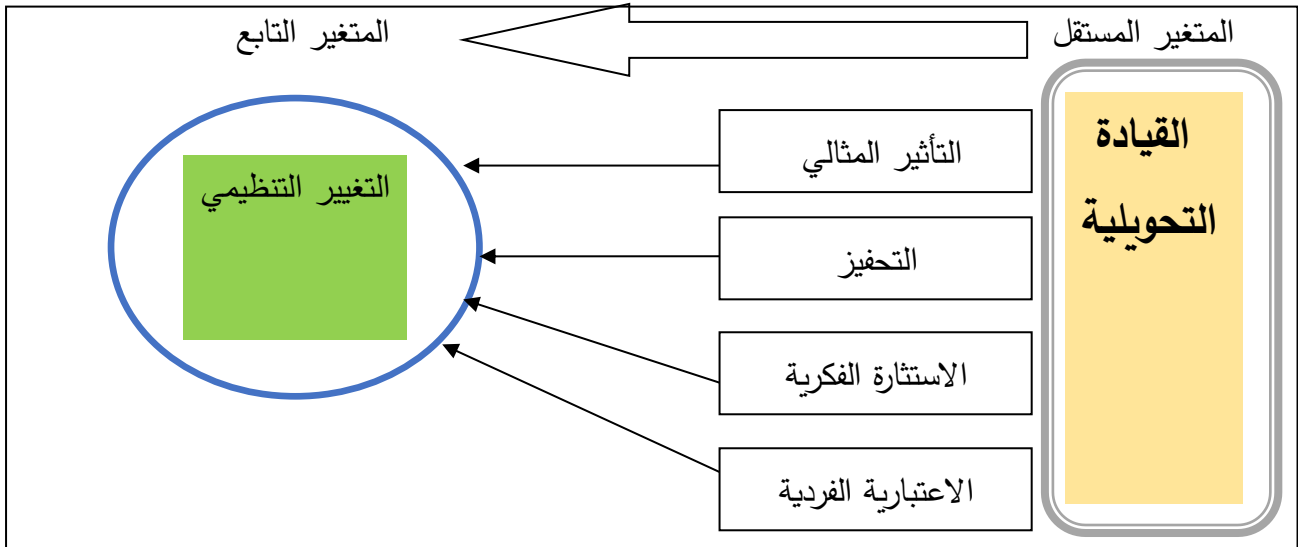 المتغير المستقل
المتغير التابع
القيادة
التحويلية
التأثير المثالي
التحفيز
الاستثارة الفكرية
الاعتبارية الفردية
التغيير التنظيمي